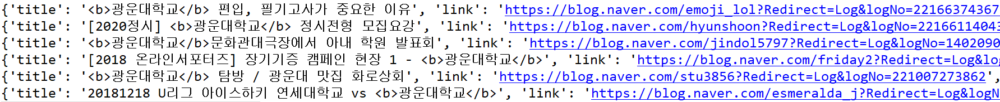 {'title': '<b>광운대학교</b> 편입, 필기고사가 중요한 이유', 'link': 'https://blog.naver.com/emoji_lol?Redirect=Log&logNo=22166374367
{'title': '[2020정시] <b>광운대학교</b> 정시전형 모집요강', 'link': 'https://blog.naver.com/hyunshoon?Redirect=Log&logNo=22166114043
{'title': '<b>광운대학교</b>문화관대극장에서 아내 학원 발표회', 'link': 'https://blog.naver.com/jindol5797?Redirect=Log&logNo=1402090
{'title': '[2018 온라인서포터즈] 장기기증 캠페인 현장 1 - <b>광운대학교</b>', 'link': 'https://blog.naver.com/friday2?Redirect=Log&log
{'title': '<b>광운대학교</b> 탐방 / 광운대 맛집 화로상회', 'link': 'https://blog.naver.com/stu3856?Redirect=Log&logNo=221007273862',
{'title': '20181218 U리그 아이스하키 연세대학교 vs <b>광운대학교</b>', 'link': 'https://blog.naver.com/esmeralda_j?Redirect=Log&logN